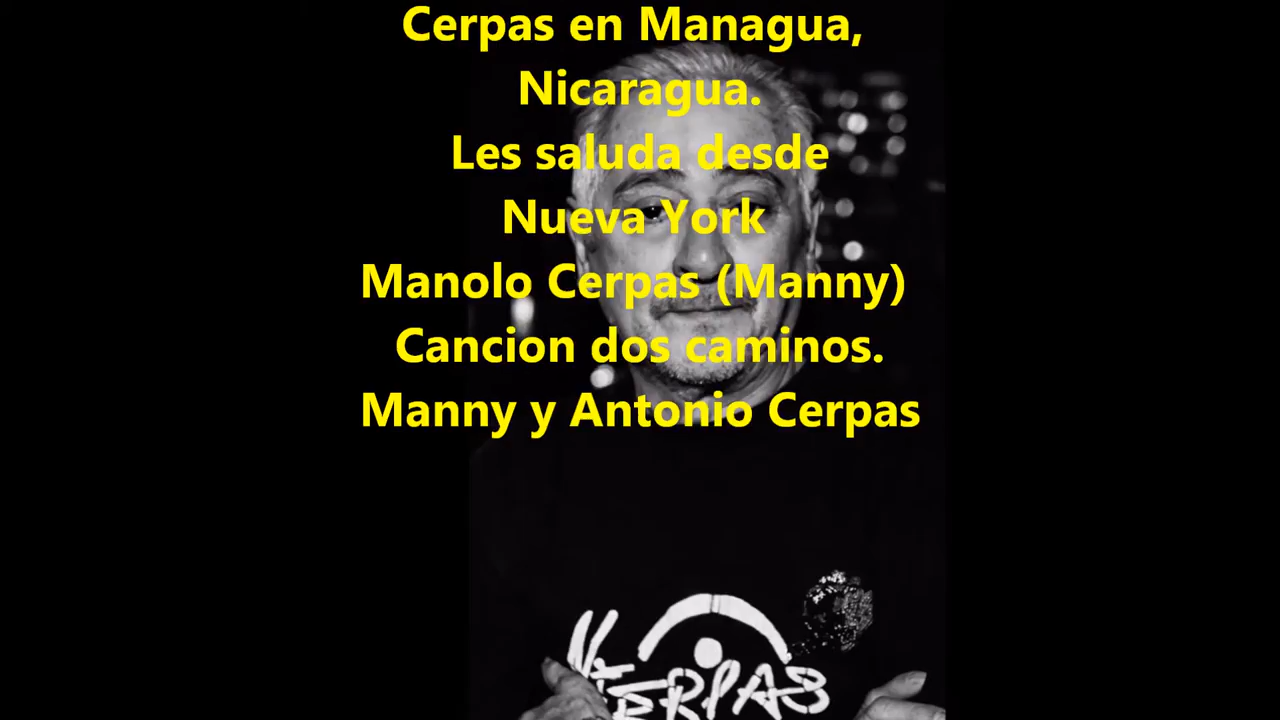 Cerpas en Managua,
Nicaragua.
Les saluda desde
Nueva York
Manolo Cerpas (Manny)
Cancion dos caminos.
Manny y Antonio Cerpas